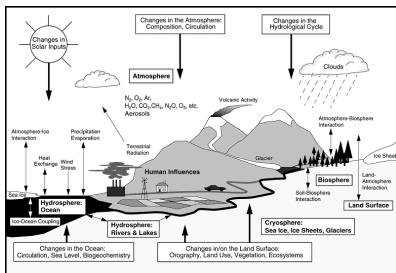 Changes in
Solar Inputs
Changes in the Atmosphere:
Composition, Circulation
Changes in the
Hydrological Cycle
Atmosphere
Clouds
N₂, O₂, Ar,
H₂O, CO₂, CH₄, N₂O, O₃, etc.
Aerosols
Volcanic Activity
Atmosphere-Ice
Interaction
Precipitation
Evaporation
Terrestrial
Radiation
Atmosphere-Biosphere
Interaction
Heat
Exchange
Wind
Stress
Human Influences
Glacier
Ice Sheet
Biosphere
Land-
Atmosphere
Interaction
Soil-Biosphere
Interaction
Land Surface
Sea Ice
Hydrosphere:
Ocean
Ice-Ocean Coupling
Hydrosphere:
Rivers & Lakes
Cryosphere:
Sea Ice, Ice Sheets, Glaciers
Changes in the Ocean:
Circulation, Sea Level, Biogeochemistry
Changes in/on the Land Surface:
Orography, Land Use, Vegetation, Ecosystems